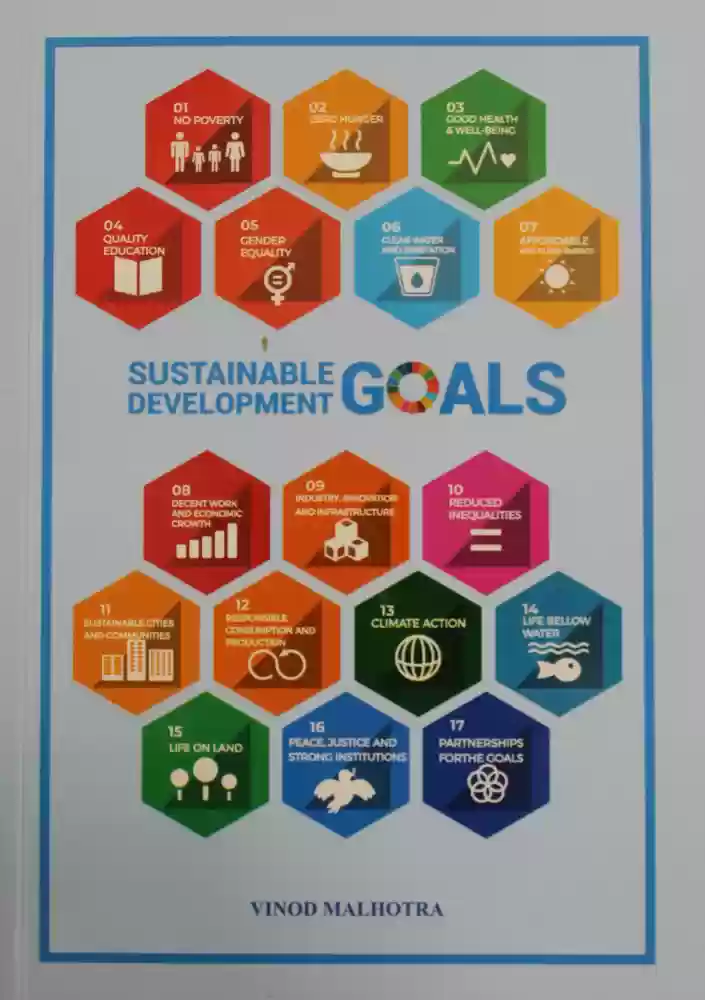 01
NO POVERTY
02
ZERO HUNGER
03
GOOD HEALTH
& WELL-BEING
04
QUALITY
EDUCATION
05
GENDER
EQUALITY
06
CLEAN WATER
AND SANITATION
07
AFFORDABLE
AND CLEAN ENERGY
SUSTAINABLE
DEVELOPMENT
GOALS
08
DECENT WORK
AND ECONOMIC
GROWTH
09
INDUSTRY, INNOVATION
AND INFRASTRUCTURE
10
REDUCED
INEQUALITIES
11
SUSTAINABLE CITIES
AND COMMUNITIES
12
RESPONSIBLE
CONSUMPTION AND
PRODUCTION
13
CLIMATE ACTION
14
LIFE BELLOW
WATER
15
LIFE ON LAND
16
PEACE, JUSTICE AND
STRONG INSTITUTIONS
17
PARTNERSHIPS
FORTHE GOALS
VINOD MALHOTRA